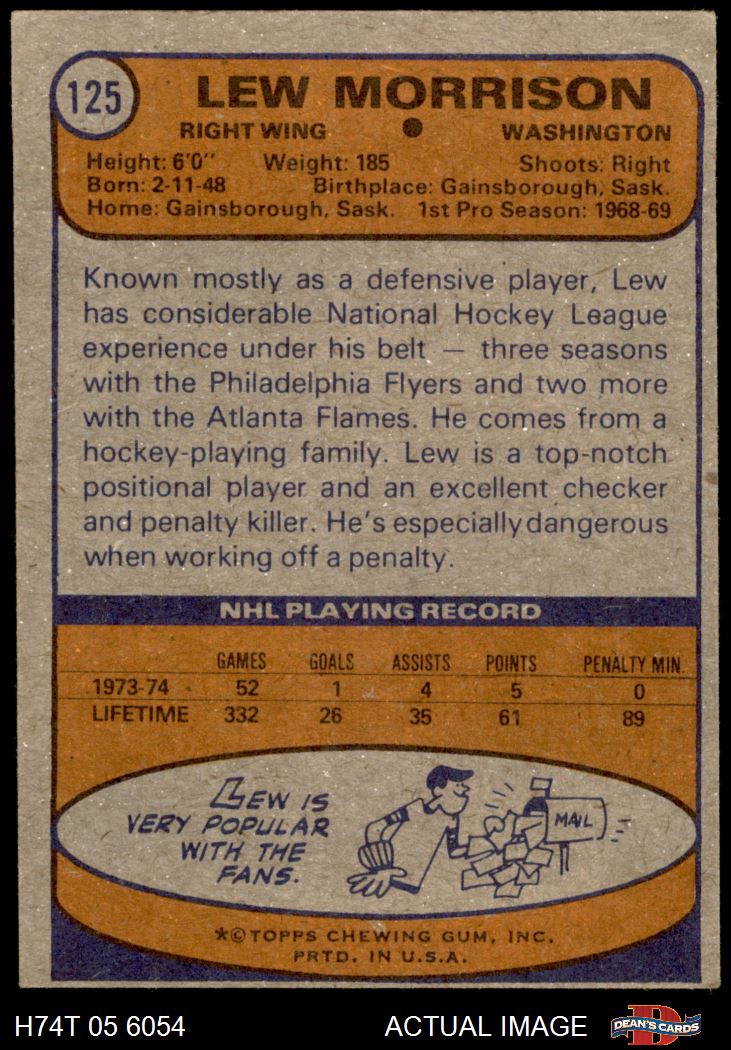 125
LEW MORRISON
RIGHT WING ● WASHINGTON
Height: 6'0" Weight: 185 Shoots: Right
Born: 2-11-48 Birthplace: Gainsborough, Sask.
Home: Gainsborough, Sask. 1st Pro Season: 1968-69
Known mostly as a defensive player, Lew
has considerable National Hockey League
experience under his belt — three seasons
with the Philadelphia Flyers and two more
with the Atlanta Flames. He comes from a
hockey-playing family. Lew is a top-notch
positional player and an excellent checker
and penalty killer. He's especially dangerous
when working off a penalty.
NHL PLAYING RECORD
GAMES GOALS ASSISTS POINTS PENALTY MIN.
1973-74 52 1 4 5 0
LIFETIME 332 26 35 61 89
LEW IS
VERY POPULAR
WITH THE
FANS.
MAIL
*©TOPPS CHEWING GUM, INC.
PRTD. IN U.S.A.
H74T 05 6054 ACTUAL IMAGE
D
DEAN'S CARDS